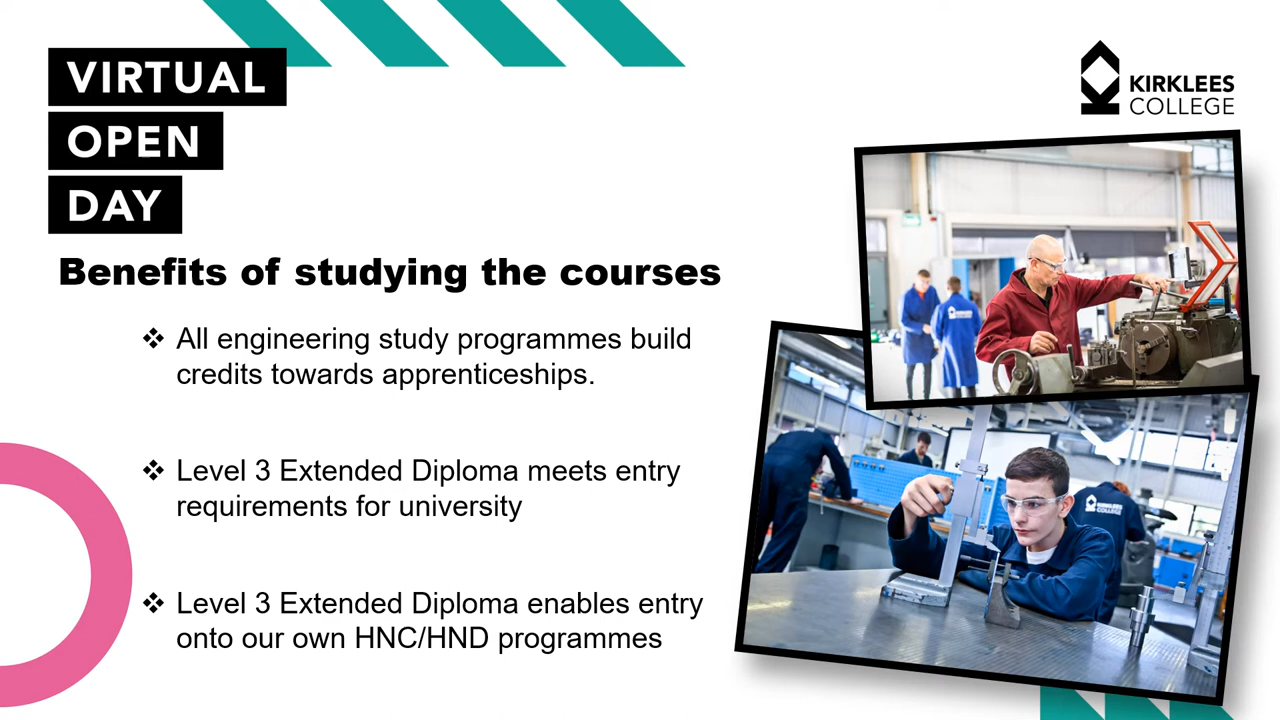 VIRTUAL
OPEN
DAY
KIRKLEES
COLLEGE
Benefits of studying the courses
❖ All engineering study programmes build
credits towards apprenticeships.
❖ Level 3 Extended Diploma meets entry
requirements for university
❖ Level 3 Extended Diploma enables entry
onto our own HNC/HND programmes
KIRKLEES
COLLEGE